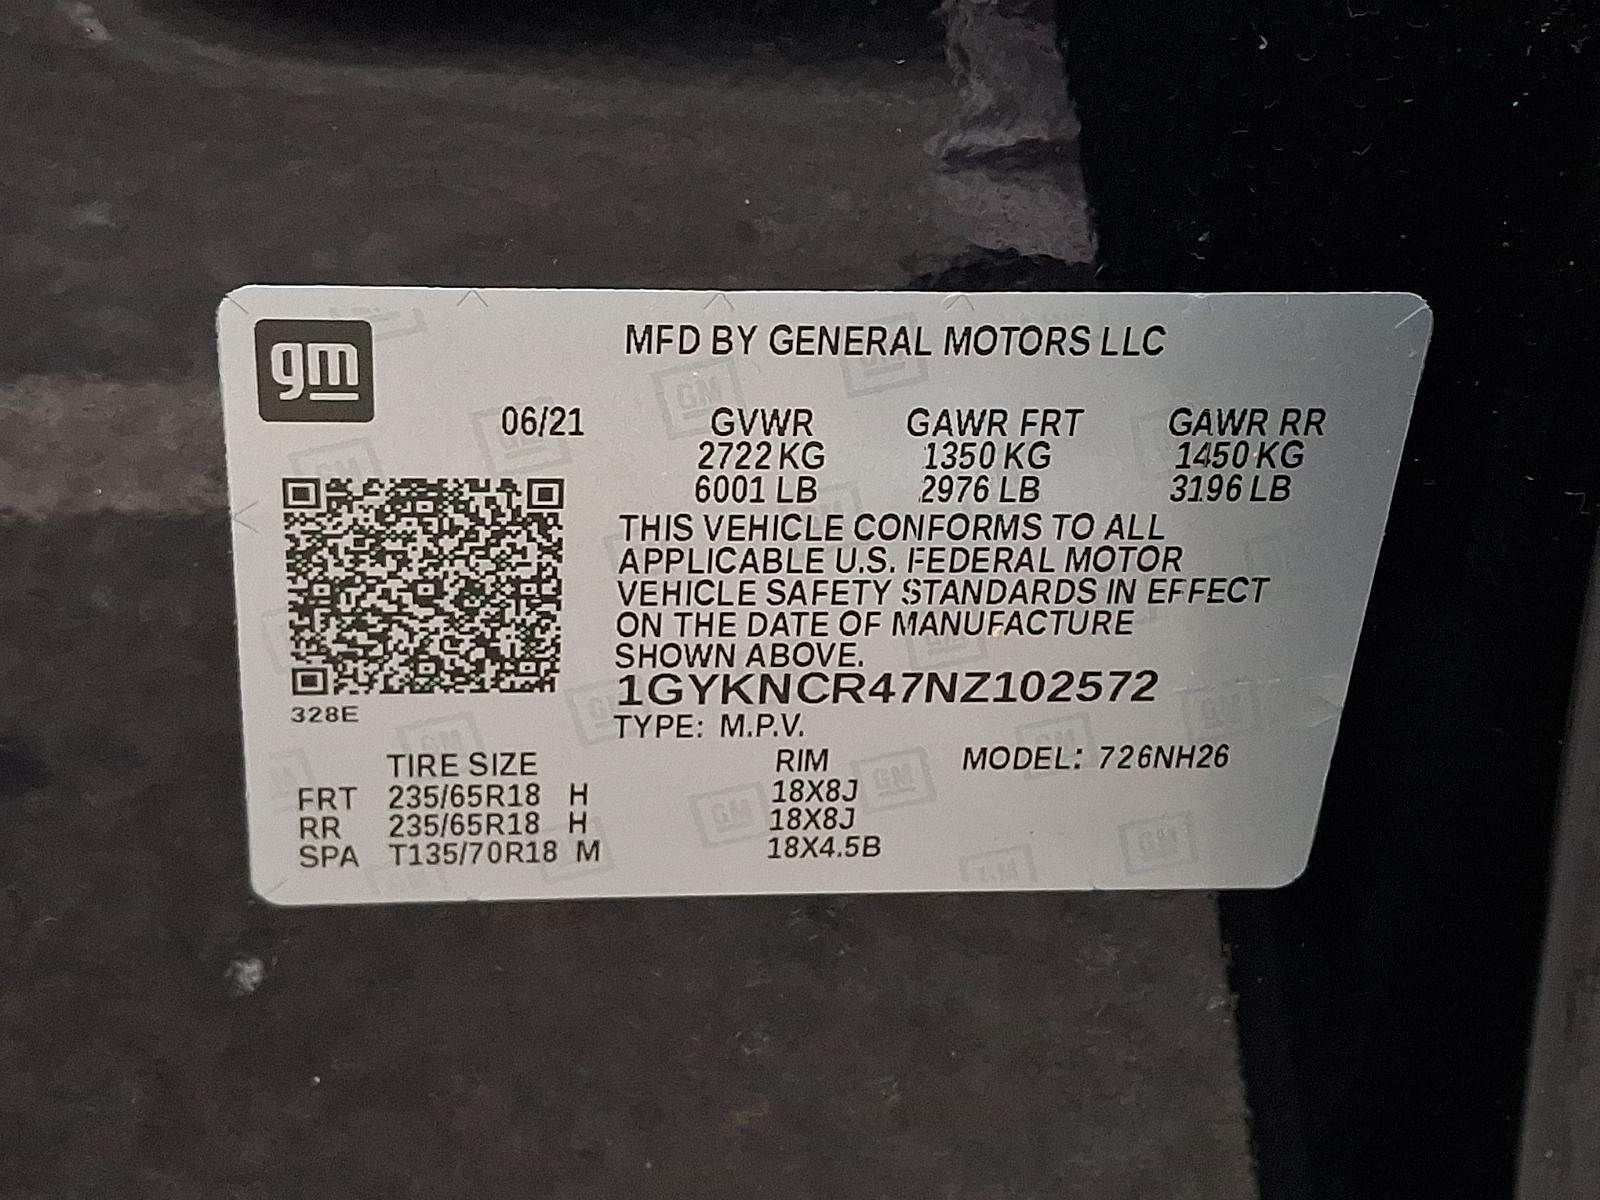 gm
MFD BY GENERAL MOTORS LLC
06/21 GVWR GAWR FRT GAWR RR
2722 KG 1350 KG 1450 KG
6001 LB 2976 LB 3196 LB
THIS VEHICLE CONFORMS TO ALL
APPLICABLE U.S. FEDERAL MOTOR
VEHICLE SAFETY STANDARDS IN EFFECT
ON THE DATE OF MANUFACTURE
SHOWN ABOVE.
1GYKNCR47NZ102572
328E
TYPE: M.P.V.
TIRE SIZE RIM MODEL: 726NH26
FRT 235/65R18 H 18X8J
RR 235/65R18 H 18X8J
SPA T135/70R18 M 18X4.5B